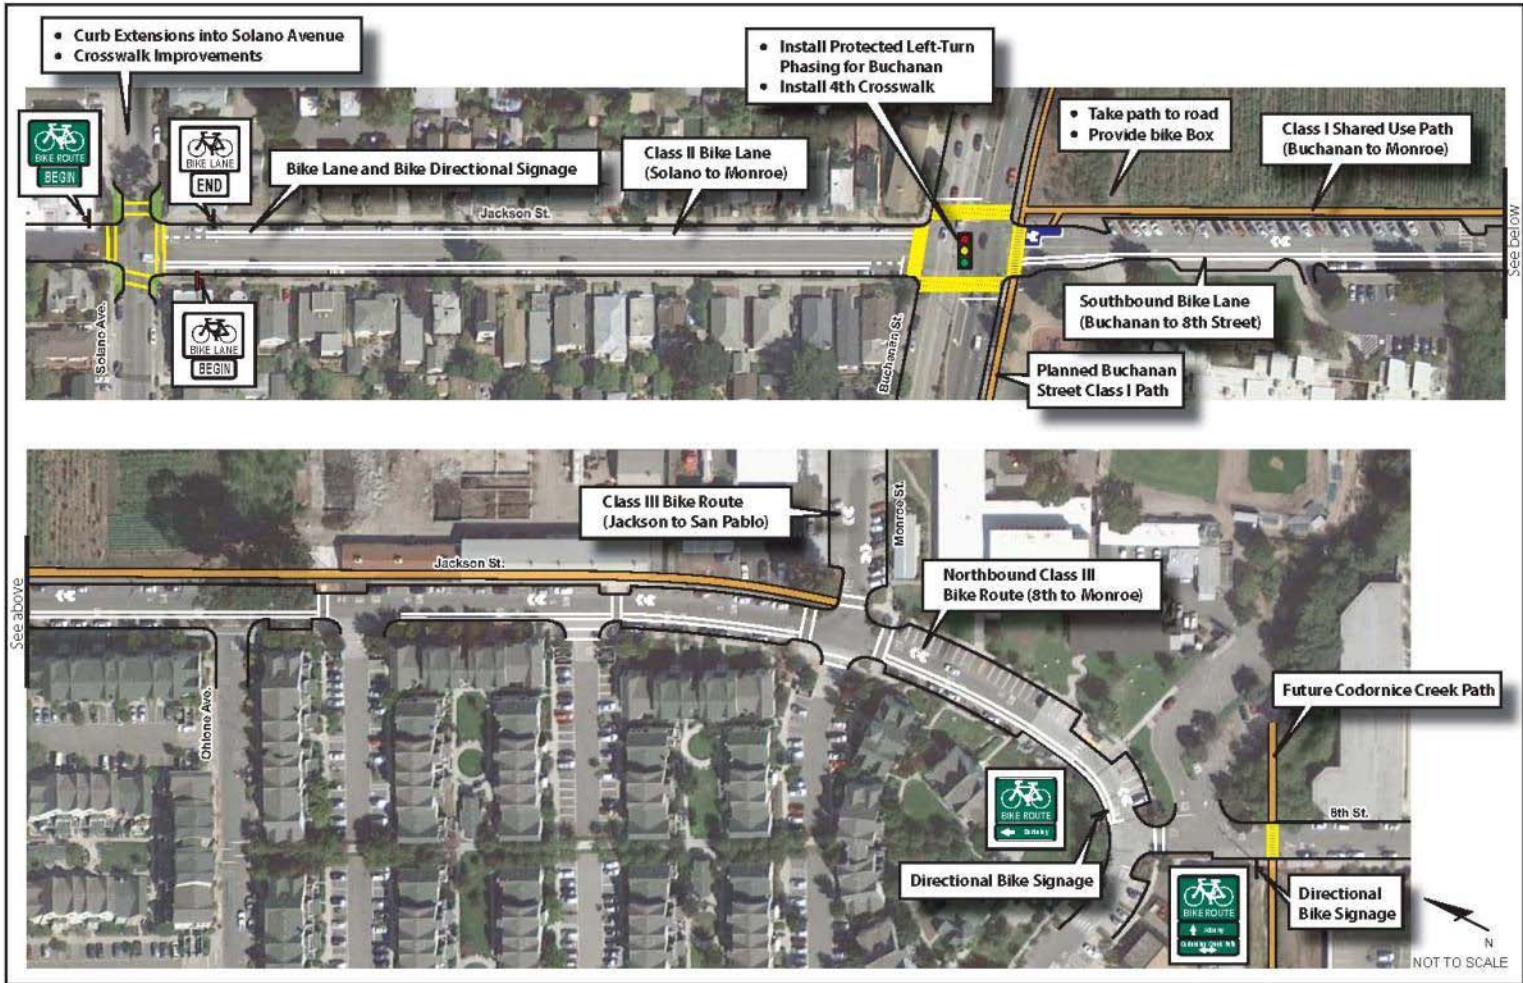 • Curb Extensions into Solano Avenue
• Crosswalk Improvements
• Install Protected Left-Turn
Phasing for Buchanan
• Install 4th Crosswalk
• Take path to road
• Provide bike Box
Class I Shared Use Path
(Buchanan to Monroe)
BIKE ROUTE
BEGIN
BIKE LANE
END
Bike Lane and Bike Directional Signage
Class II Bike Lane
(Solano to Monroe)
Jackson St.
See below
Solano Ave.
BIKE LANE
BEGIN
Buchanan St.
Southbound Bike Lane
(Buchanan to 8th Street)
Planned Buchanan
Street Class I Path
Class III Bike Route
(Jackson to San Pablo)
Monroe St.
Jackson St.
Northbound Class III
Bike Route (8th to Monroe)
See above
Ohlone Ave.
Future Codornice Creek Path
BIKE ROUTE
8th St.
Directional Bike Signage
BIKE ROUTE
Albany
Directional
Bike Signage
N
NOT TO SCALE